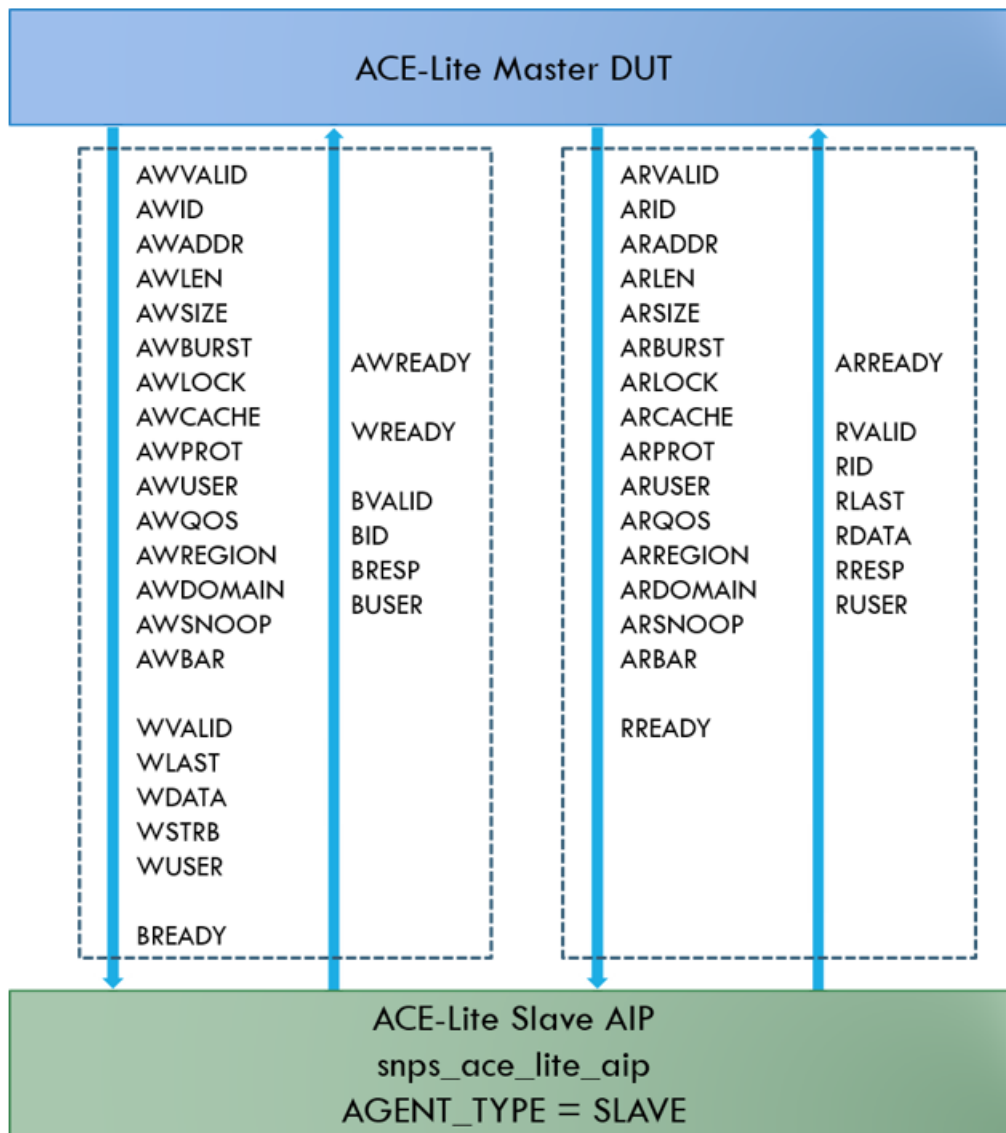 ACE-Lite Master DUT
AWVALID
AWID
AWADDR
AWLEN
AWSIZE
AWBURST
AWLOCK
AWCACHE
AWPROT
AWUSER
AWQOS
AWREGION
AWDOMAIN
AWSNOOP
AWBAR
WVALID
WLAST
WDATA
WSTRB
WUSER
BREADY
AWREADY
WREADY
BVALID
BID
BRESP
BUSER
ARVALID
ARID
ARADDR
ARLEN
ARSIZE
ARBURST
ARLOCK
ARCACHE
ARPROT
ARUSER
ARQOS
ARREGION
ARDOMAIN
ARSNOOP
ARBAR
RREADY
ARREADY
RVALID
RID
RLAST
RDATA
RRESP
RUSER
ACE-Lite Slave AIP
snps_ace_lite_aip
AGENT_TYPE = SLAVE